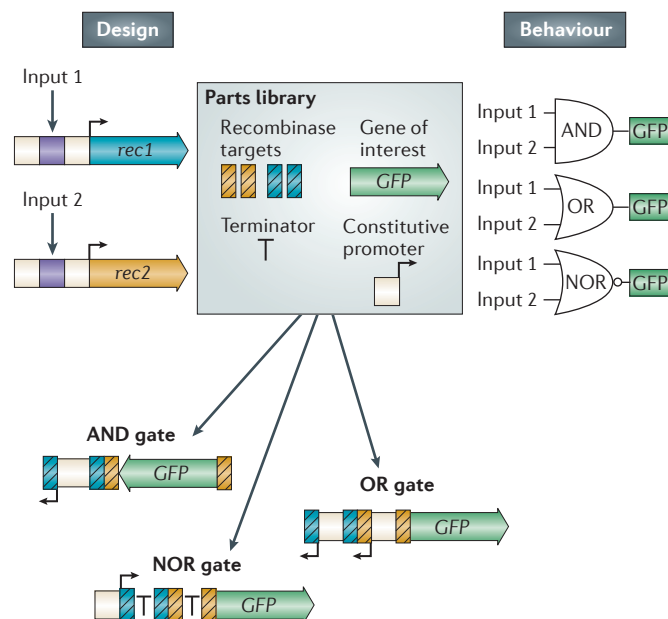 Design
Behaviour
Input 1
rec1
Input 2
rec2
Parts library
Recombinase
targets
Gene of
interest
GFP
Terminator
Constitutive
promoter
Input 1
Input 2
AND
GFP
Input 1
Input 2
OR
GFP
Input 1
Input 2
NOR
GFP
AND gate
GFP
OR gate
GFP
NOR gate
GFP